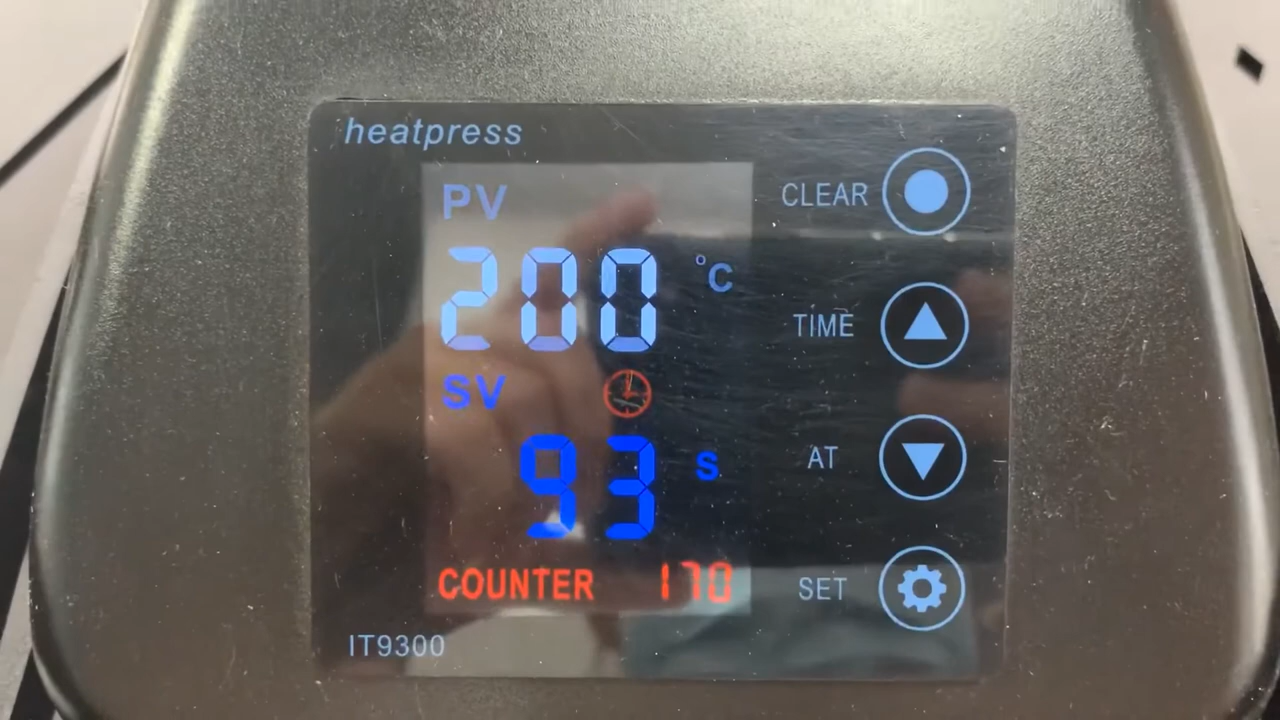 heatpress
PV
CLEAR
200 °C
TIME
SV
93 s
AT
COUNTER 170
SET
IT9300